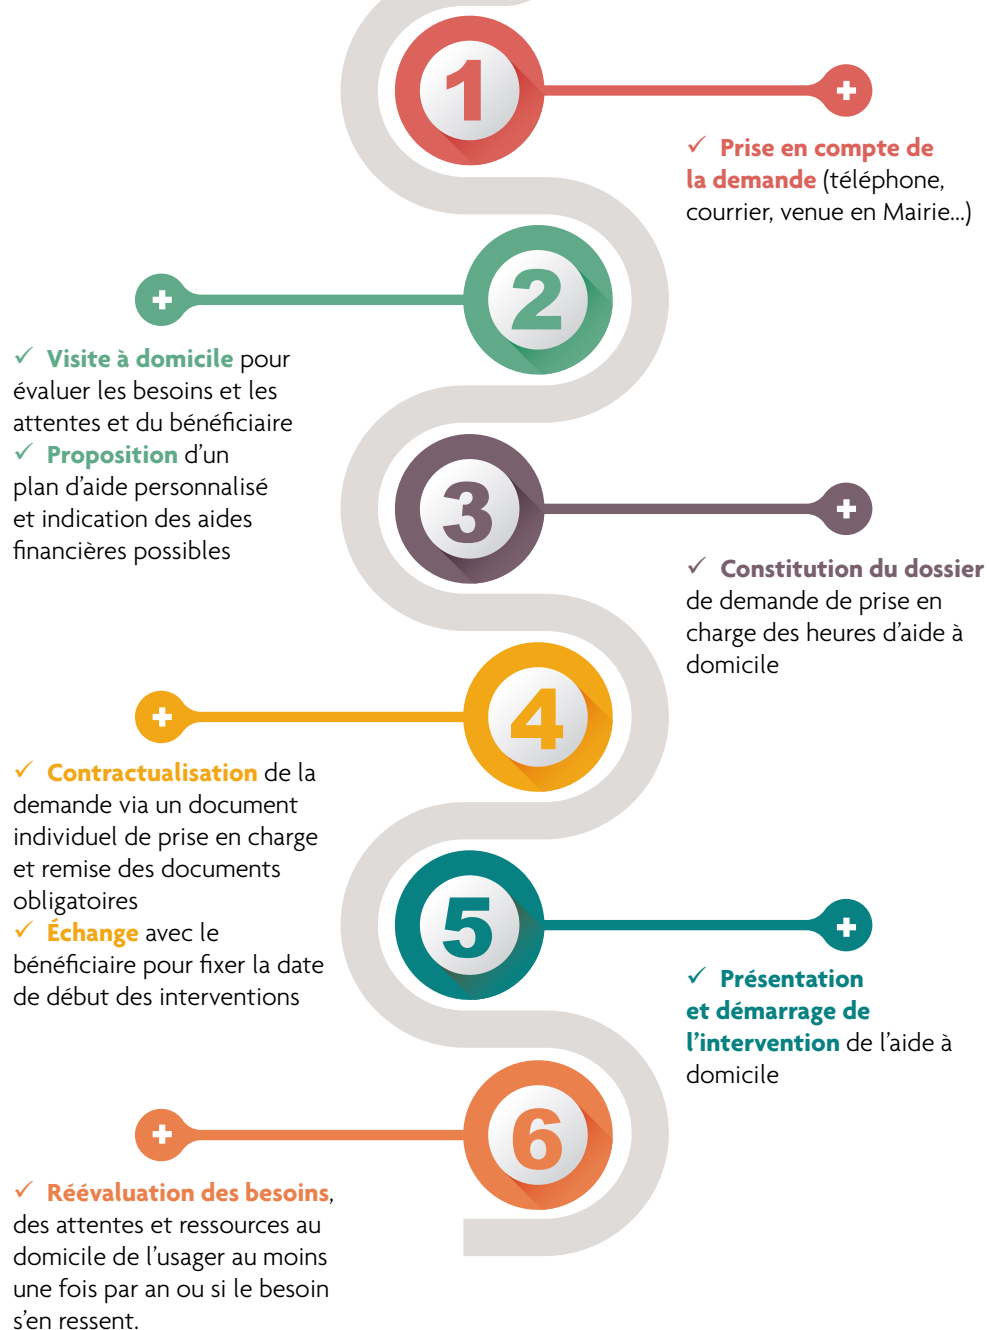 1
✓ Prise en compte de
la demande (téléphone,
courrier, venue en Mairie...)
2
✓ Visite à domicile pour
évaluer les besoins et les
attentes et du bénéficiaire
✓ Proposition d'un
plan d'aide personnalisé
et indication des aides
financières possibles
3
✓ Constitution du dossier
de demande de prise en
charge des heures d'aide à
domicile
4
✓ Contractualisation de la
demande via un document
individuel de prise en charge
et remise des documents
obligatoires
✓ Échange avec le
bénéficiaire pour fixer la date
de début des interventions
5
✓ Présentation
et démarrage de
l'intervention de l'aide à
domicile
6
✓ Réévaluation des besoins,
des attentes et ressources au
domicile de l'usager au moins
une fois par an ou si le besoin
s'en ressent.